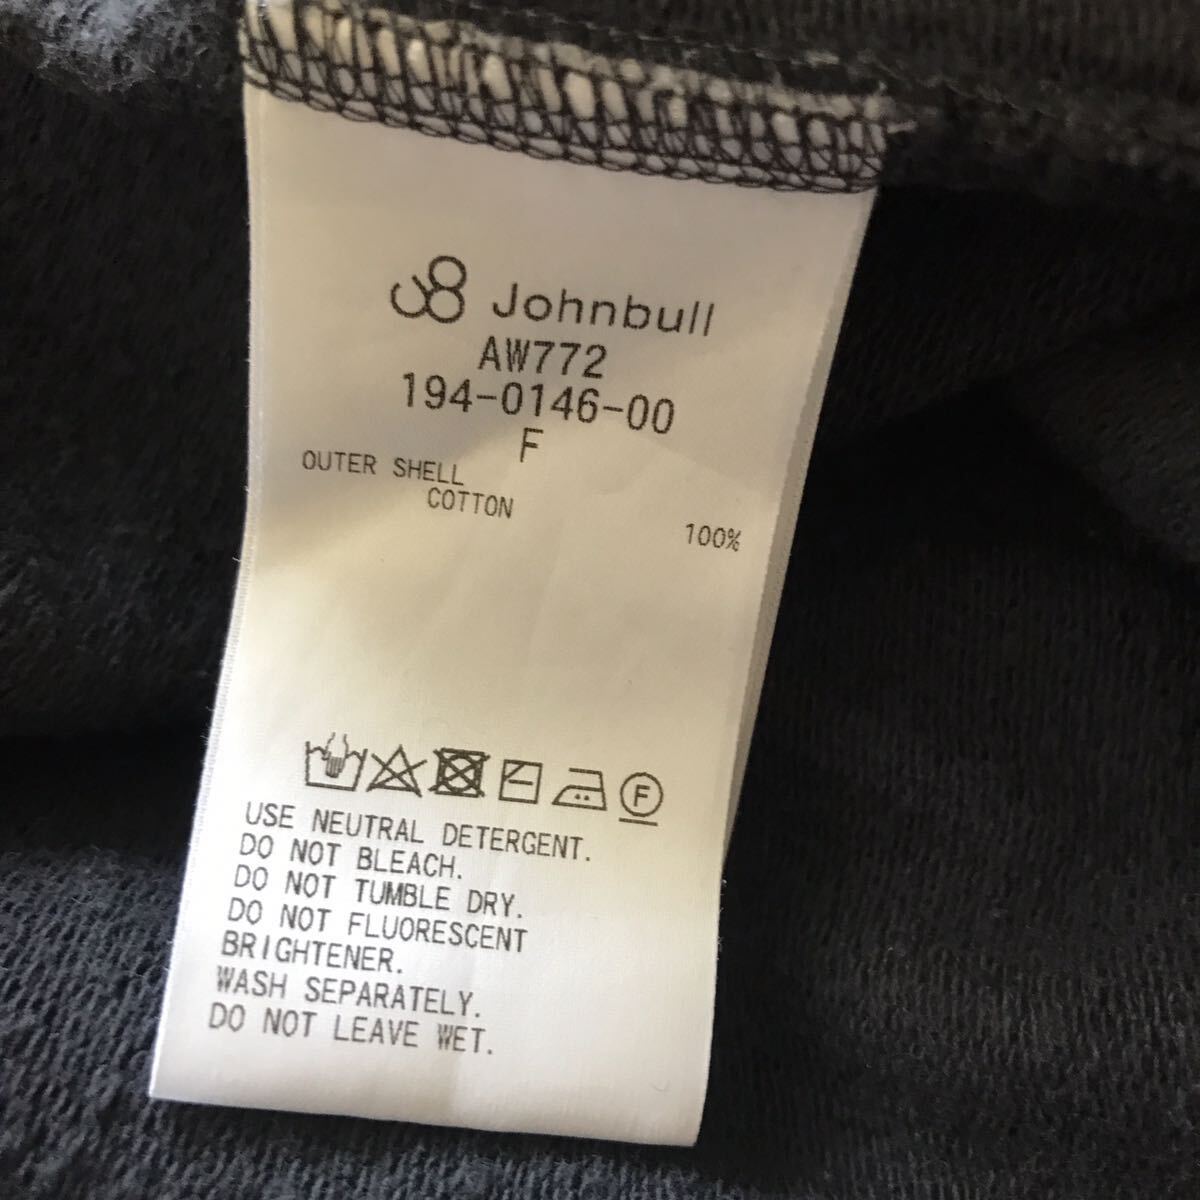 Johnbull
AW772
194-0146-00
F
OUTER SHELL
COTTON 100%
F
USE NEUTRAL DETERGENT.
DO NOT BLEACH.
DO NOT TUMBLE DRY.
DO NOT FLUORESCENT
BRIGHTENER.
WASH SEPARATELY.
DO NOT LEAVE WET.